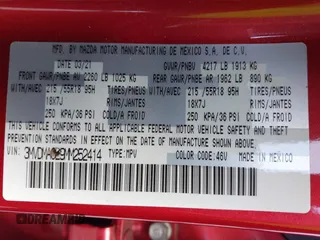 MFD. BY MAZDA MOTOR MANUFACTURING DE MEXICO S.A. DE C.V.
DATE 03/21 GVWR/PNBV 4217 LB 1913 KG
FRONT GAWR/PNBE AV 2260 LB 1025 KG REAR GAWR/PNBE AR 1962 LB 890 KG
215/55R18 95H TIRES/PNEUS 215/55R18 95H TIRES/PNEUS
18X7J RIMS/JANTES 18X7J RIMS/JANTES
250 KPA/36 PSI COLD/A FROID 250 KPA/36 PSI COLD/A FROID
THIS VEHICLE CONFORMS TO ALL APPLICABLE FEDERAL MOTOR
VEHICLE SAFETY, BUMPER, AND THEFT PREVENTION STANDARDS
IN EFFECT ON THE DATE OF MANUFACTURE SHOWN ABOVE.
252414 TYPE:MPV COLOR CODE:46V MADE IN MEXICO